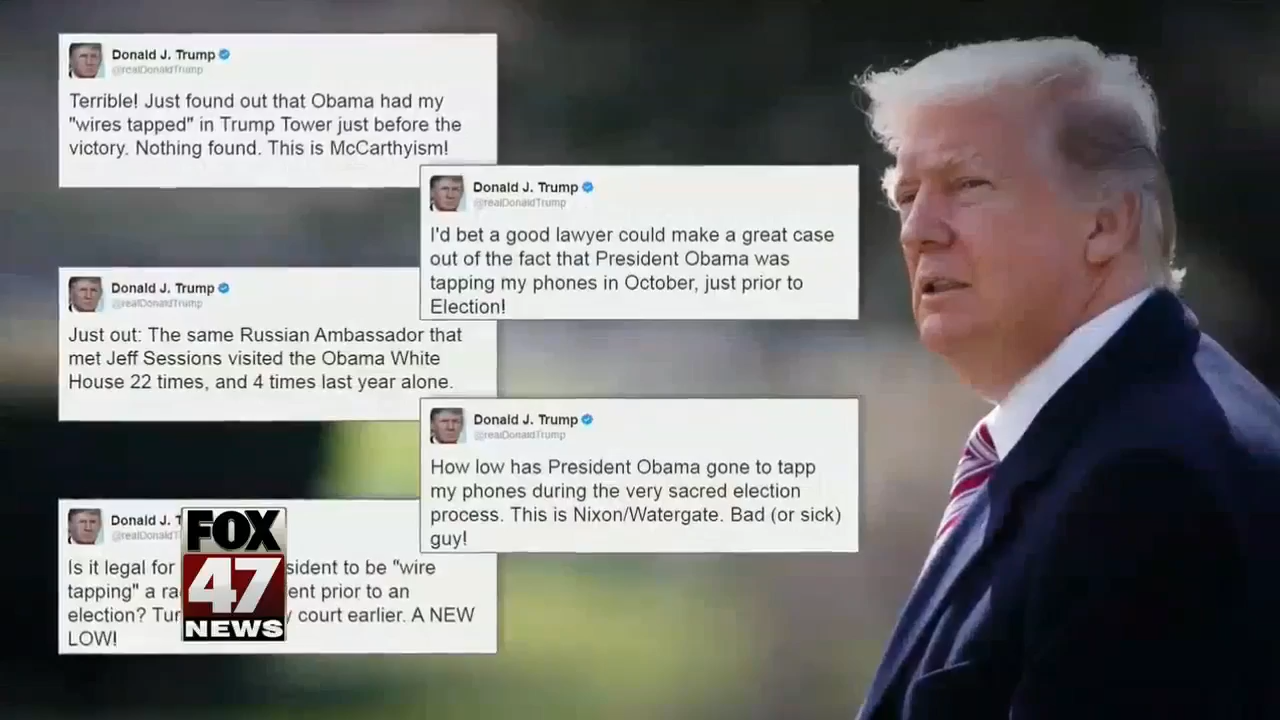 Donald J. Trump
@realDonaldTrump
Terrible! Just found out that Obama had my
"wires tapped" in Trump Tower just before the
victory. Nothing found. This is McCarthyism!
Donald J. Trump
@realDonaldTrump
I'd bet a good lawyer could make a great case
out of the fact that President Obama was
tapping my phones in October, just prior to
Election!
Donald J. Trump
@realDonaldTrump
Just out: The same Russian Ambassador that
met Jeff Sessions visited the Obama White
House 22 times, and 4 times last year alone.
Donald J. Trump
@realDonaldTrump
How low has President Obama gone to tapp
my phones during the very sacred election
process. This is Nixon/Watergate. Bad (or sick)
guy!
Donald J.
Is it legal for "wire
tapping" a prior to an
election? court earlier. A NEW
LOW!
FOX
47
NEWS